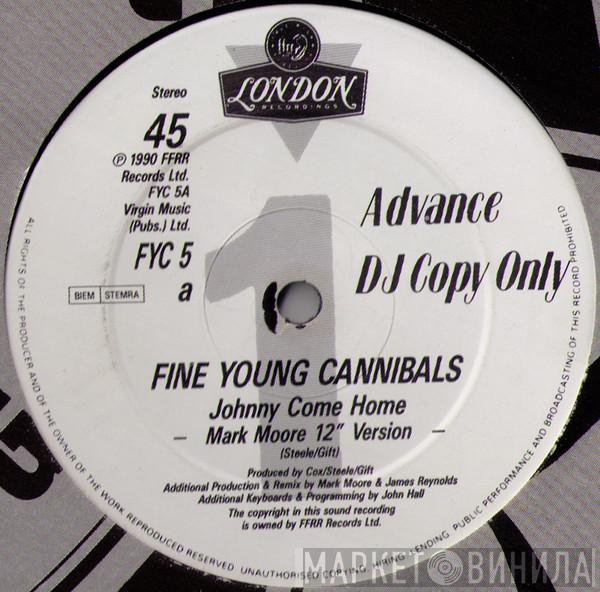 ffrr
LONDON
RECORDINGS
Stereo
45
℗ 1990 FFRR
Records Ltd.
FYC 5A
Virgin Music
(Pubs.) Ltd.
FYC 5
a
BIEM STEMRA
1
Advance
DJ Copy Only
FINE YOUNG CANNIBALS
Johnny Come Home
— Mark Moore 12" Version —
(Steele/Gift)
Produced by Cox/Steele/Gift
Additional Production & Remix by Mark Moore & James Reynolds
Additional Keyboards & Programming by John Hall
The copyright in this sound recording
is owned by FFRR Records Ltd.
ALL RIGHTS OF THE PRODUCER AND OF THE OWNER OF THE WORK REPRODUCED RESERVED. UNAUTHORISED COPYING, HIRING, LENDING, PUBLIC PERFORMANCE AND BROADCASTING OF THIS RECORD PROHIBITED
МАРКЕТ ВИНИЛА